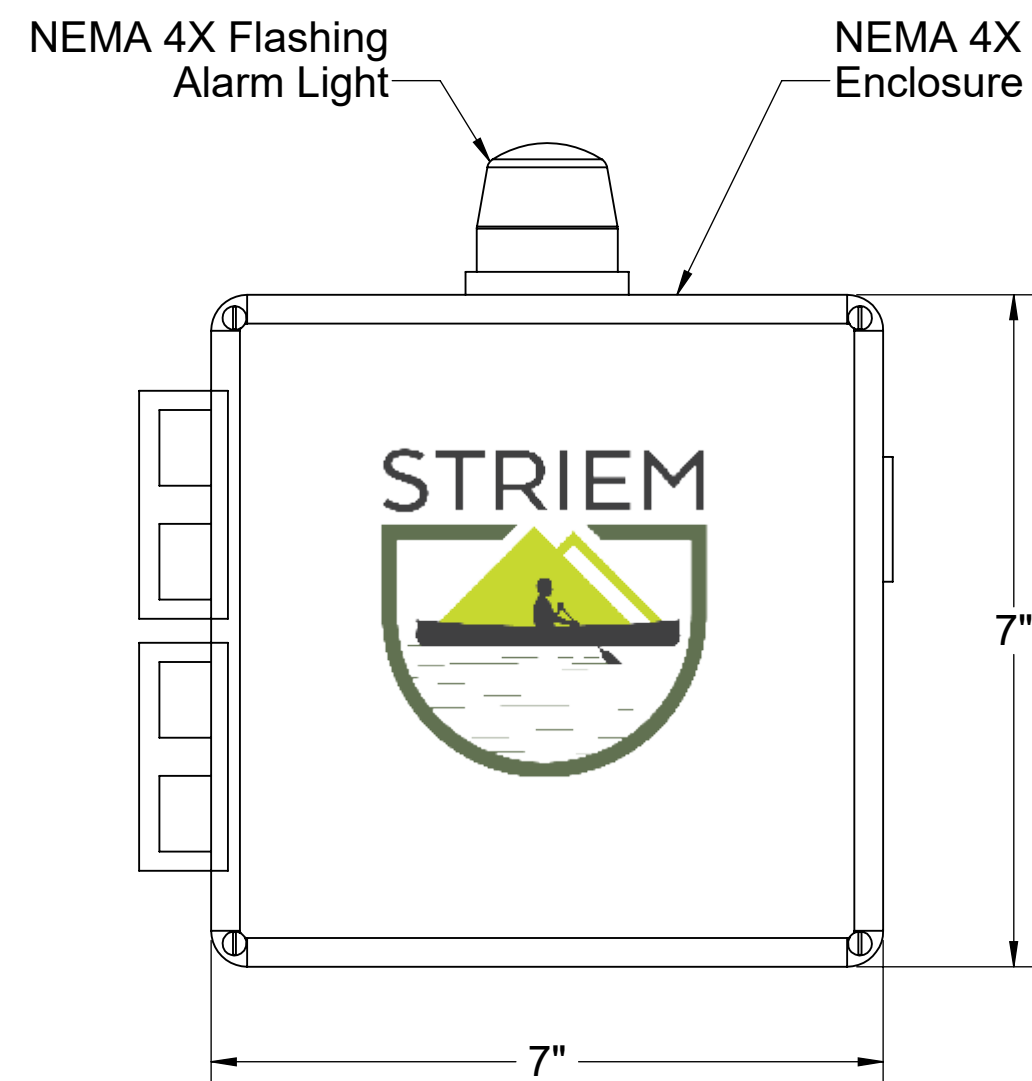 NEMA 4X Flashing
Alarm Light
NEMA 4X
Enclosure
STRIEM
7"
7"